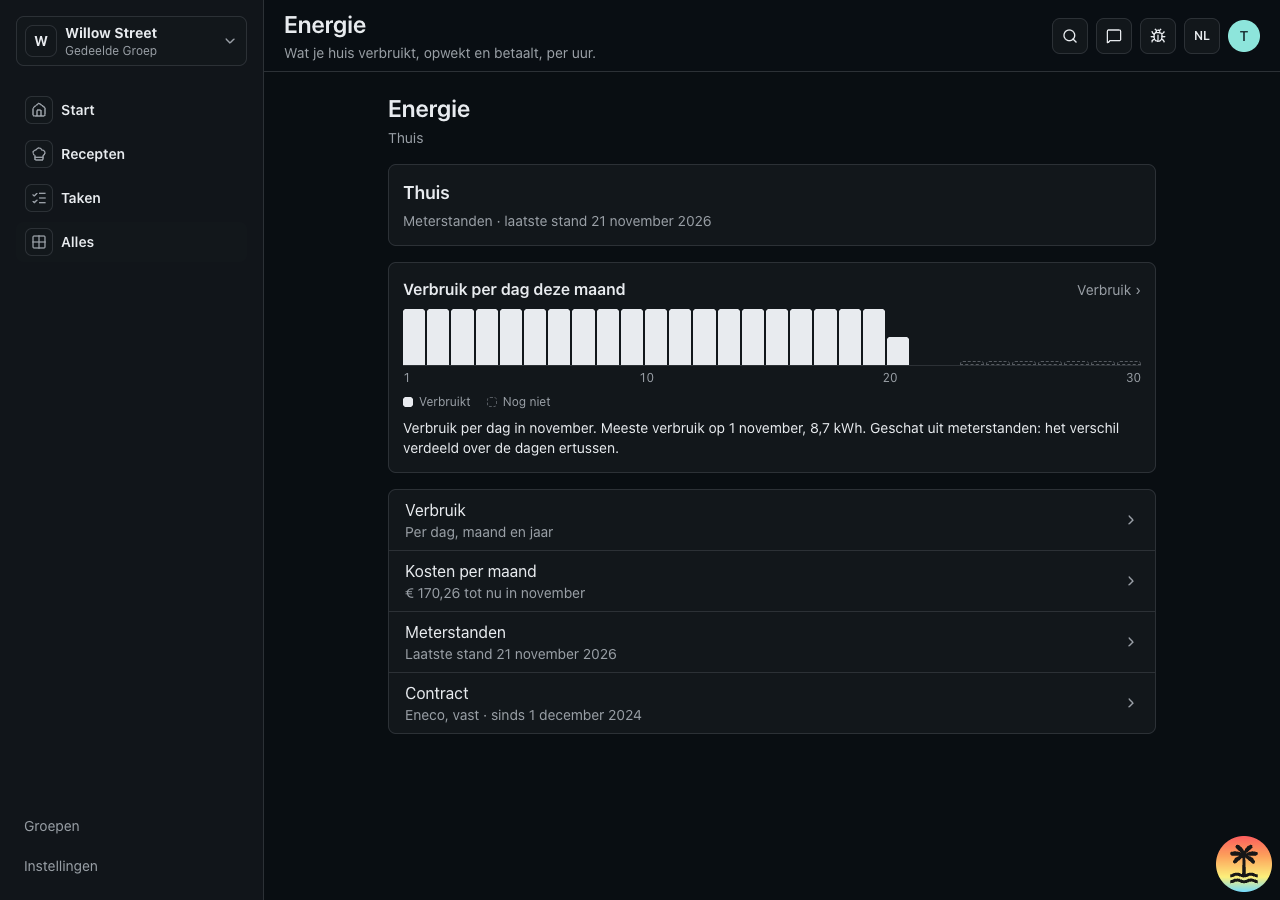 W
Willow Street
Gedeelde Groep
Start
Recepten
Taken
Alles
Groepen
Instellingen
Energie
Wat je huis verbruikt, opwekt en betaalt, per uur.
NL
T
Energie
Thuis
Thuis
Meterstanden · laatste stand 21 november 2026
Verbruik per dag deze maand
Verbruik ›
1 10 20 30
Verbruikt Nog niet
Verbruik per dag in november. Meeste verbruik op 1 november, 8,7 kWh. Geschat uit meterstanden: het verschil
verdeeld over de dagen ertussen.
Verbruik
Per dag, maand en jaar
Kosten per maand
€ 170,26 tot nu in november
Meterstanden
Laatste stand 21 november 2026
Contract
Eneco, vast · sinds 1 december 2024